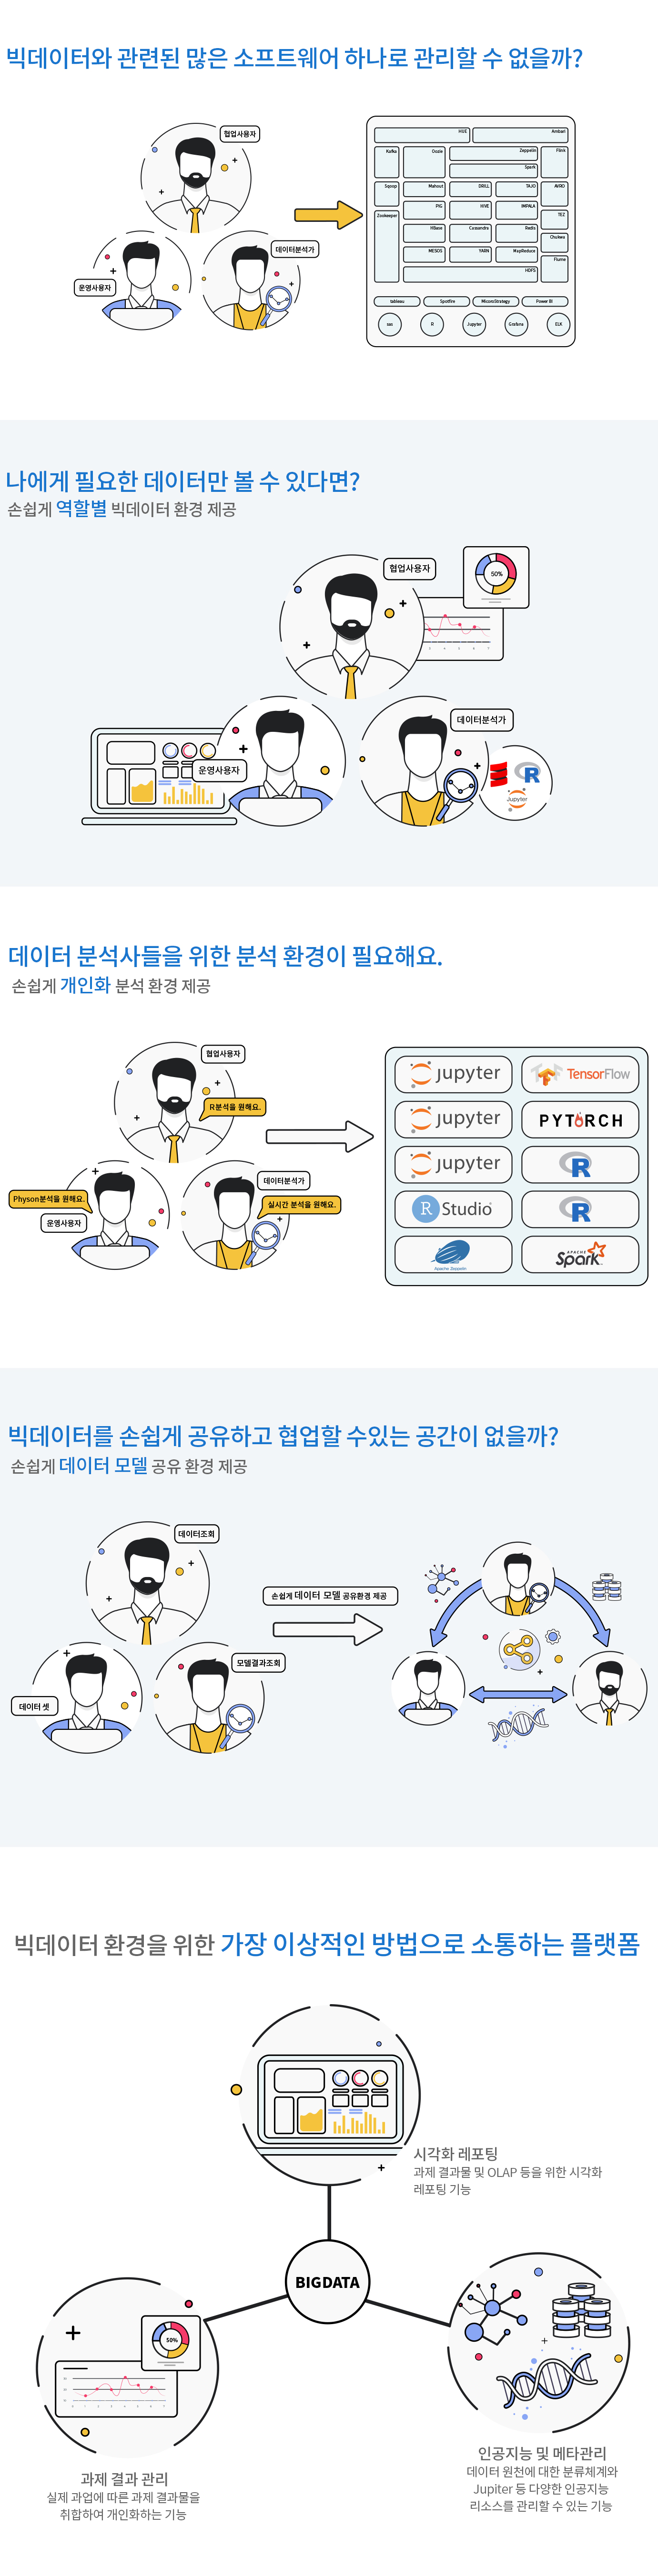 빅데이터와 관련된 많은 소프트웨어 하나로 관리할 수 없을까?
협업사용자
데이터분석가
운영사용자
HUE
Ambari
Kafka
Oozie
Zeppelin
Flink
Spark
Sqoop
Mahout
DRILL
TAJO
AVRO
Zookeeper
PIG
HIVE
IMPALA
TEZ
HBase
Cassandra
Redis
Chukwa
MESOS
YARN
MapReduce
Flume
HDFS
tableau
Spotfire
MicoroStrategy
Power BI
sas
R
Jupyter
Grafana
ELK
나에게 필요한 데이터만 볼 수 있다면?
손쉽게 역할별 빅데이터 환경 제공
협업사용자
50%
데이터분석가
운영사용자
R
Jupyter
데이터 분석사들을 위한 분석 환경이 필요해요.
손쉽게 개인화 분석 환경 제공
협업사용자
R분석을 원해요.
데이터분석가
Physon분석을 원해요.
실시간 분석을 원해요.
운영사용자
Jupyter
TensorFlow
Jupyter
PYTORCH
Jupyter
R
R Studio
R
Apache Zeppelin
APACHE Spark
빅데이터를 손쉽게 공유하고 협업할 수있는 공간이 없을까?
손쉽게 데이터 모델 공유 환경 제공
데이터조회
손쉽게 데이터 모델 공유환경 제공
모델결과조회
데이터 셋
빅데이터 환경을 위한 가장 이상적인 방법으로 소통하는 플랫폼
시각화 레포팅
과제 결과물 및 OLAP 등을 위한 시각화
레포팅 기능
BIGDATA
50%
과제 결과 관리
실제 과업에 따른 과제 결과물을
취합하여 개인화하는 기능
인공지능 및 메타관리
데이터 원천에 대한 분류체계와
Jupiter 등 다양한 인공지능
리소스를 관리할 수 있는 기능